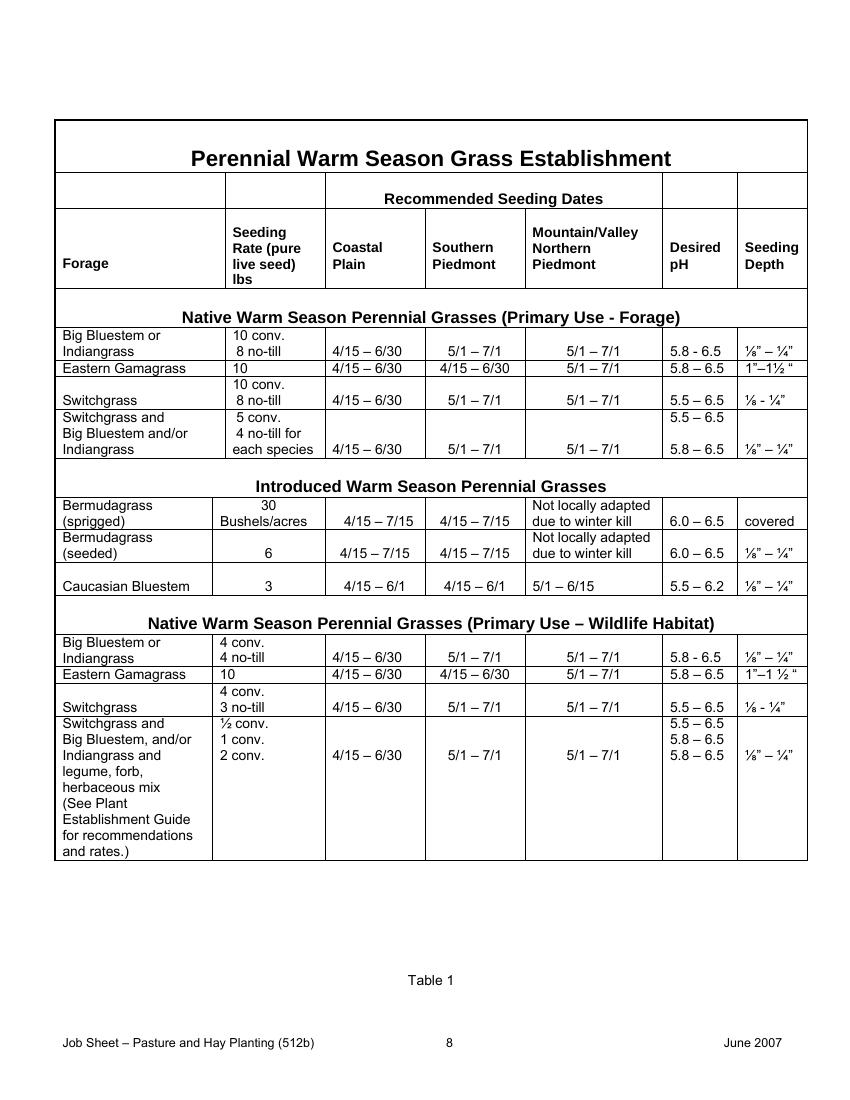 Perennial Warm Season Grass Establishment
Recommended Seeding Dates
Forage Seeding Rate (pure live seed) lbs Coastal Plain Southern Piedmont Mountain/Valley Northern Piedmont Desired pH Seeding Depth
Native Warm Season Perennial Grasses (Primary Use - Forage)
Big Bluestem or 10 conv.
Indiangrass 8 no-till 4/15 – 6/30 5/1 – 7/1 5/1 – 7/1 5.8 - 6.5 ⅛” – ¼”
Eastern Gamagrass 10 4/15 – 6/30 4/15 – 6/30 5/1 – 7/1 5.8 – 6.5 1”–1½ “
10 conv.
Switchgrass 8 no-till 4/15 – 6/30 5/1 – 7/1 5/1 – 7/1 5.5 – 6.5 ⅛ - ¼”
Switchgrass and 5 conv. 5.5 – 6.5
Big Bluestem and/or 4 no-till for
Indiangrass each species 4/15 – 6/30 5/1 – 7/1 5/1 – 7/1 5.8 – 6.5 ⅛” – ¼”
Introduced Warm Season Perennial Grasses
Bermudagrass 30 Not locally adapted
(sprigged) Bushels/acres 4/15 – 7/15 4/15 – 7/15 due to winter kill 6.0 – 6.5 covered
Bermudagrass Not locally adapted
(seeded) 6 4/15 – 7/15 4/15 – 7/15 due to winter kill 6.0 – 6.5 ⅛” – ¼”
Caucasian Bluestem 3 4/15 – 6/1 4/15 – 6/1 5/1 – 6/15 5.5 – 6.2 ⅛” – ¼”
Native Warm Season Perennial Grasses (Primary Use – Wildlife Habitat)
Big Bluestem or 4 conv.
Indiangrass 4 no-till 4/15 – 6/30 5/1 – 7/1 5/1 – 7/1 5.8 - 6.5 ⅛” – ¼”
Eastern Gamagrass 10 4/15 – 6/30 4/15 – 6/30 5/1 – 7/1 5.8 – 6.5 1”–1 ½ “
4 conv.
Switchgrass 3 no-till 4/15 – 6/30 5/1 – 7/1 5/1 – 7/1 5.5 – 6.5 ⅛ - ¼”
Switchgrass and ½ conv. 5.5 – 6.5
Big Bluestem, and/or 1 conv. 5.8 – 6.5
Indiangrass and 2 conv. 4/15 – 6/30 5/1 – 7/1 5/1 – 7/1 5.8 – 6.5 ⅛” – ¼”
legume, forb,
herbaceous mix
(See Plant
Establishment Guide
for recommendations
and rates.)
Table 1
Job Sheet – Pasture and Hay Planting (512b) 8 June 2007